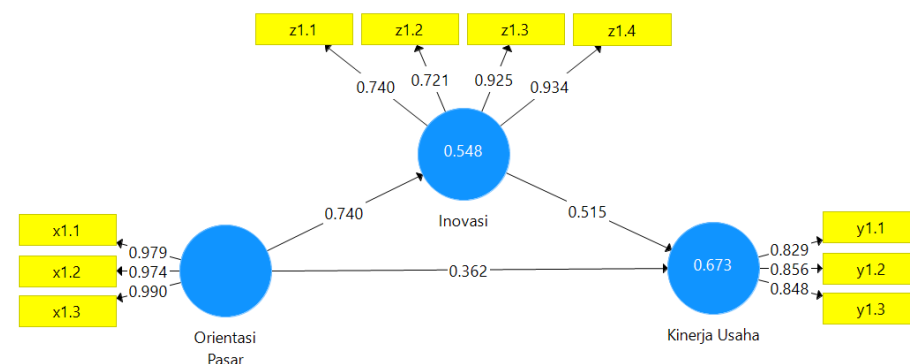 z1.1
z1.2
z1.3
z1.4
0.740
0.721
0.925
0.934
0.548
Inovasi
0.740
0.515
x1.1
x1.2
x1.3
0.979
0.974
0.990
Orientasi
Pasar
0.362
0.673
Kinerja Usaha
0.829
0.856
0.848
y1.1
y1.2
y1.3